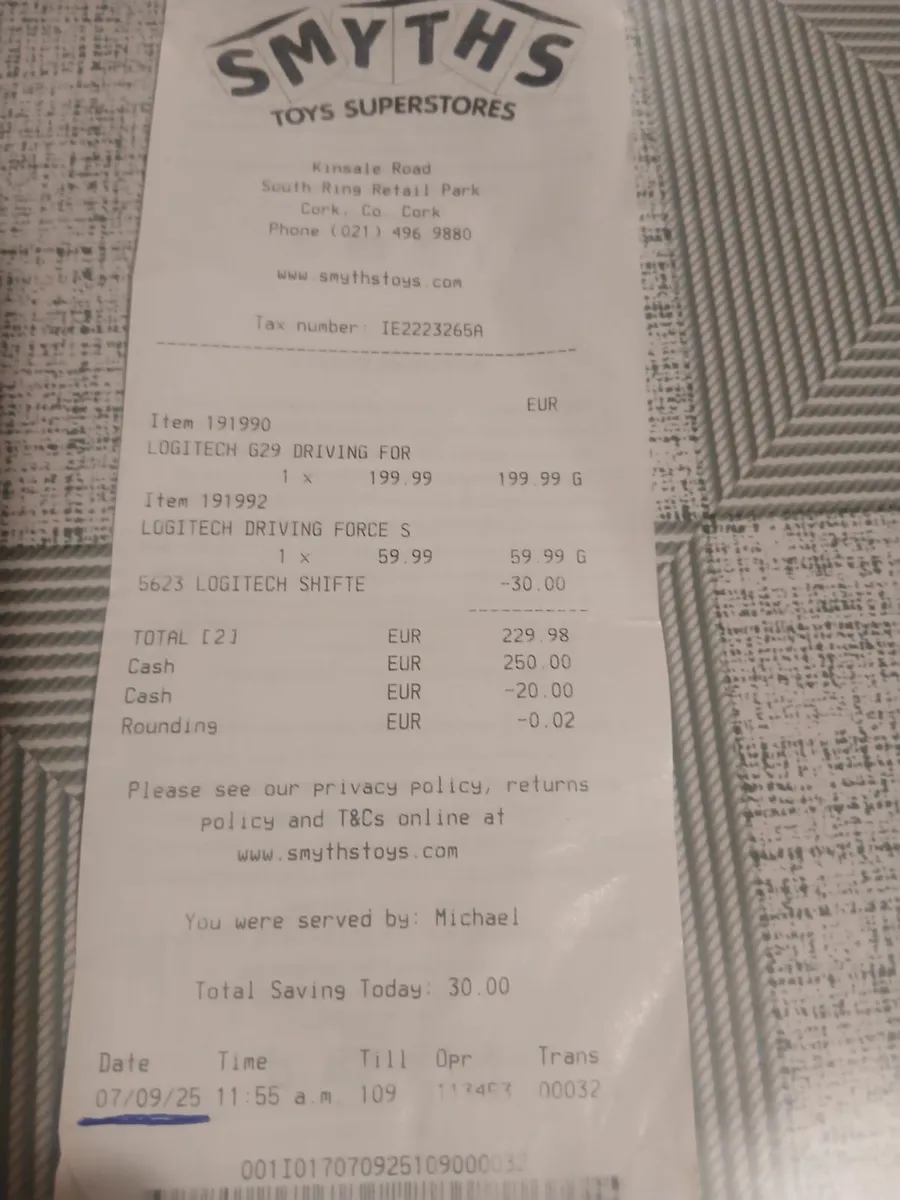 SMYTHS
TOYS SUPERSTORES
Kinsale Road
South Ring Retail Park
Cork, Co. Cork
Phone (021) 496 9880
www.smythstoys.com
Tax number: IE2223265A
EUR
Item 191990
LOGITECH G29 DRIVING FOR
1 x 199.99 199.99 G
Item 191992
LOGITECH DRIVING FORCE S
1 x 59.99 59.99 G
5623 LOGITECH SHIFTE -30.00
TOTAL [2] EUR 229.98
Cash EUR 250.00
Cash EUR -20.00
Rounding EUR -0.02
Please see our privacy policy, returns
policy and T&Cs online at
www.smythstoys.com
You were served by: Michael
Total Saving Today: 30.00
Date Time Till Opr Trans
07/09/25 11:55 a.m. 109 00032